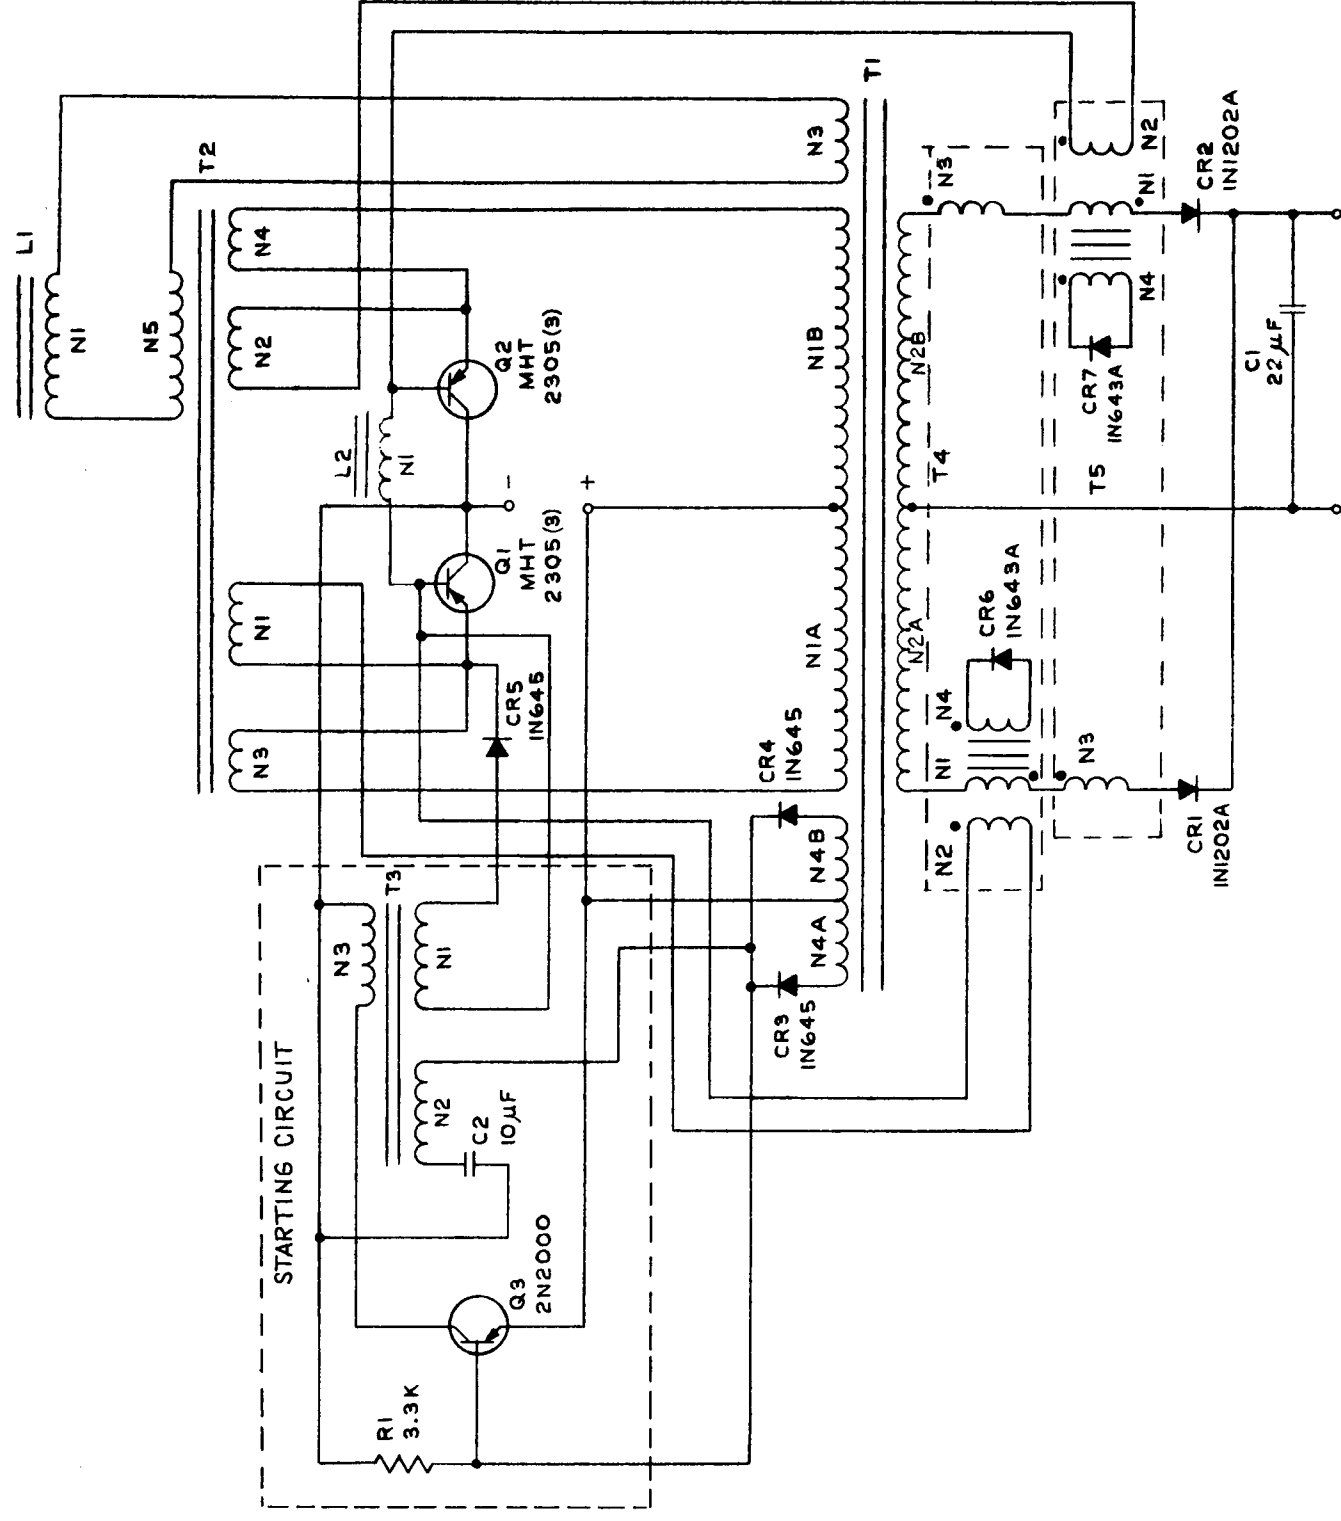 STARTING CIRCUIT
R1
3.3K
Q3
2N2000
C2
10µF
N2
N3
T3
N1
CR5
1N645
N3
N1
N2
N4
T2
L1
N1
N5
L2
N1
Q1
MHT
2305(3)
Q2
MHT
2305(3)
-
+
CR3
1N645
CR4
1N645
N4A
N4B
N1A
N1B
N3
T1
N2A
N2B
T4
N2
N1
N4
CR6
1N643A
N3
T5
N3
N1
N2
N4
CR7
1N643A
CR1
1N1202A
CR2
1N1202A
C1
22µF